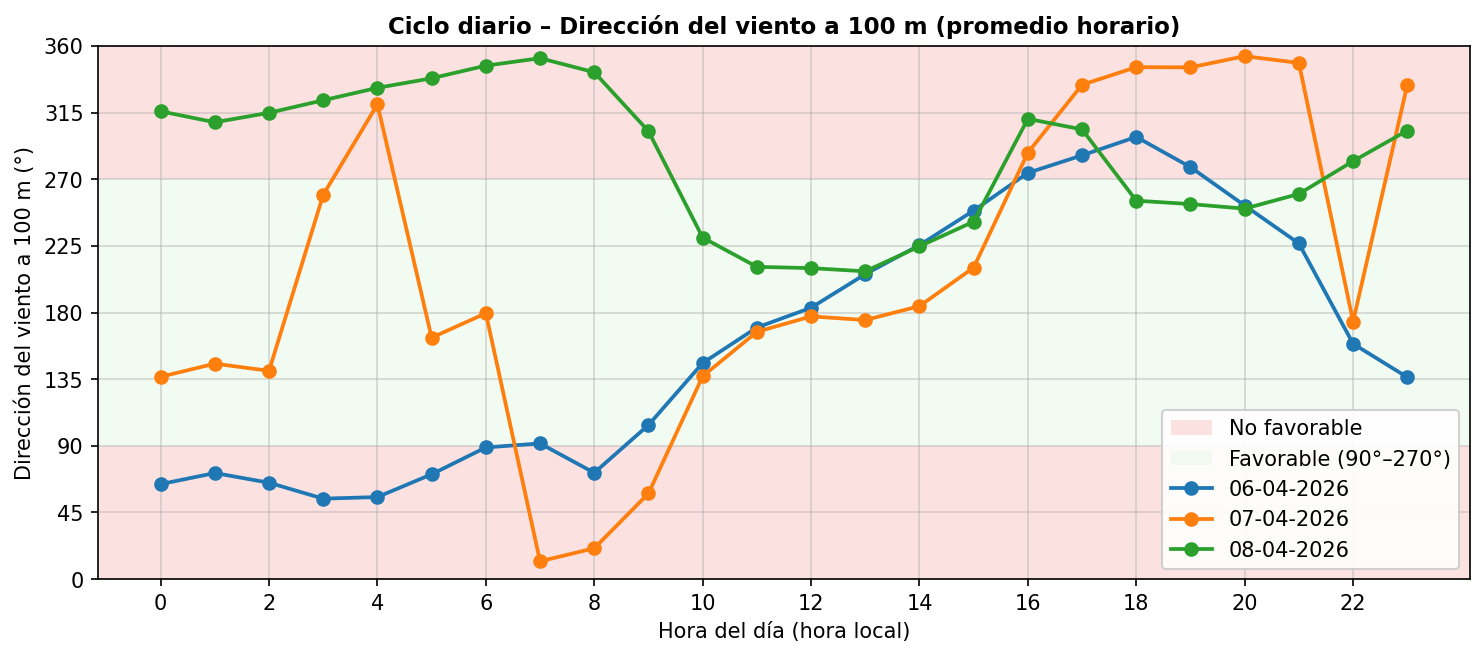 Ciclo diario – Dirección del viento a 100 m (promedio horario)
Dirección del viento a 100 m (°)
360
315
270
225
180
135
90
45
0
0 2 4 6 8 10 12 14 16 18 20 22
Hora del día (hora local)
No favorable
Favorable (90°–270°)
06-04-2026
07-04-2026
08-04-2026